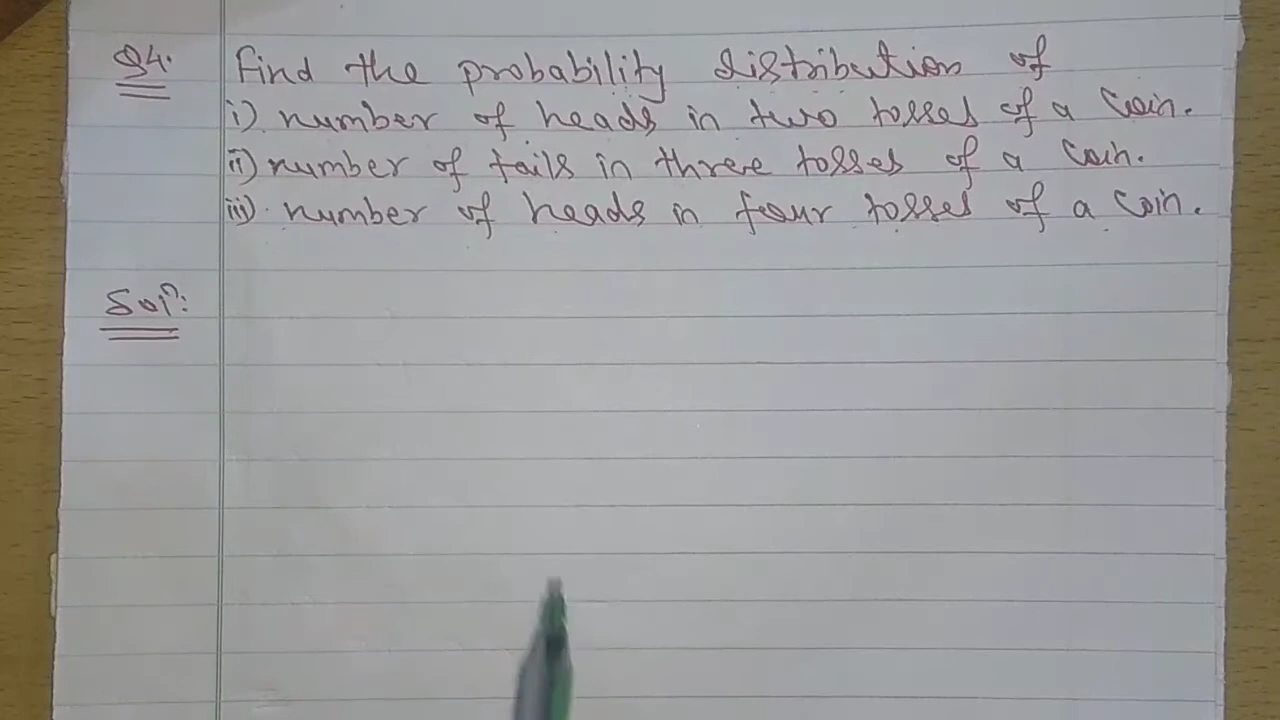 Q4. Find the probability distribution of
i) number of heads in two tosses of a coin.
ii) number of tails in three tosses of a coin.
iii) number of heads in four tosses of a coin.
Solⁿ: